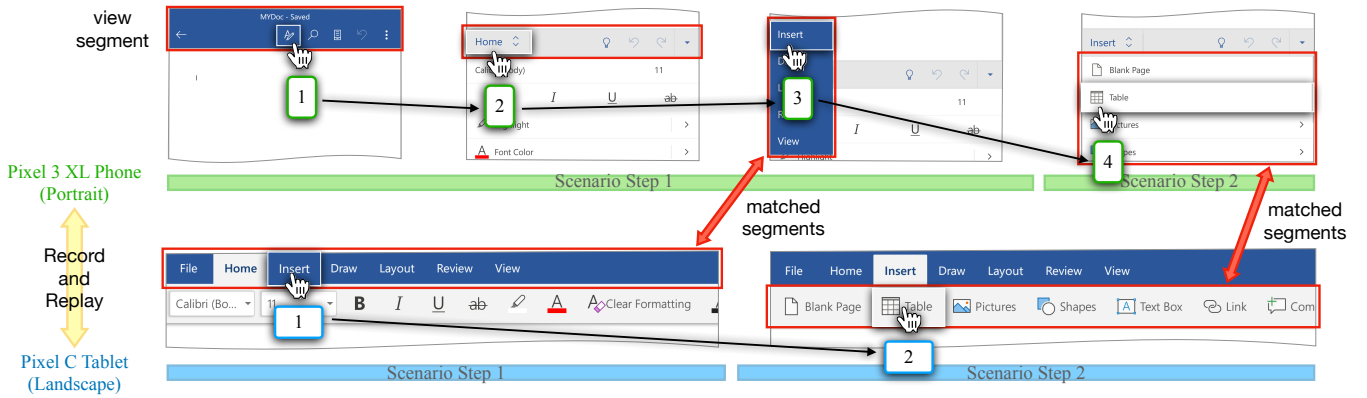 view
segment
MYDoc - Saved
1
Home
11
2
I U ab
Font Color
Insert
3
11
I U ab
View
Insert
Blank Page
Table
4
Pixel 3 XL Phone
(Portrait)
Scenario Step 1
Scenario Step 2
matched
segments
matched
segments
Record
and
Replay
File Home Insert Draw Layout Review View
Calibri (Bo... 11 B I U ab A Clear Formatting
1
File Home Insert Draw Layout Review View
Blank Page Table Pictures Shapes A Text Box Link Com
2
Pixel C Tablet
(Landscape)
Scenario Step 1
Scenario Step 2